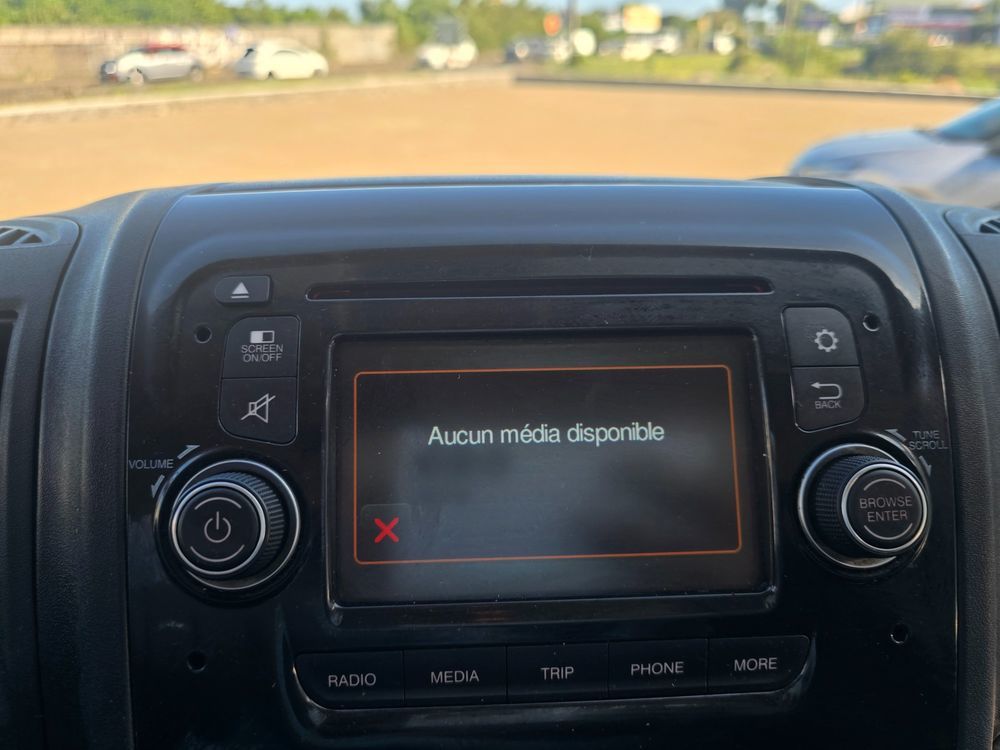 SCREEN
ON/OFF
BACK
VOLUME
TUNE
SCROLL
Aucun média disponible
BROWSE
ENTER
RADIO
MEDIA
TRIP
PHONE
MORE